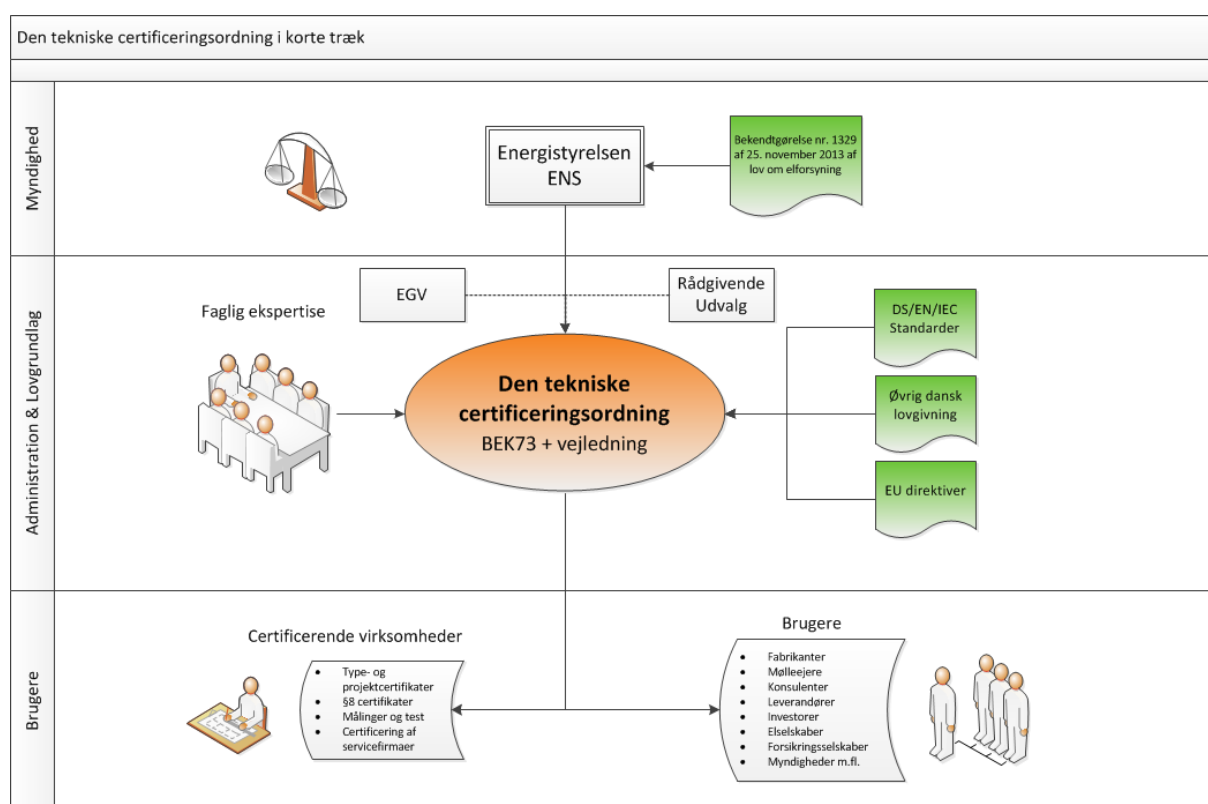 Den tekniske certificeringsordning i korte træk
Myndighed
Energistyrelsen
ENS
Bekendtgørelse nr. 1329
af 25. november 2013 af
lov om elforsyning
Administration & Lovgrundlag
Faglig ekspertise
EGV
Rådgivende
Udvalg
Den tekniske
certificeringsordning
BEK73 + vejledning
DS/EN/IEC
Standarder
Øvrig dansk
lovgivning
EU direktiver
Brugere
Certificerende virksomheder
• Type- og
projektcertifikater
• §8 certifikater
• Målinger og test
• Certificering af
servicefirmaer
Brugere
• Fabrikanter
• Mølleejere
• Konsulenter
• Leverandører
• Investorer
• Elselskaber
• Forsikringsselskaber
• Myndigheder m.fl.